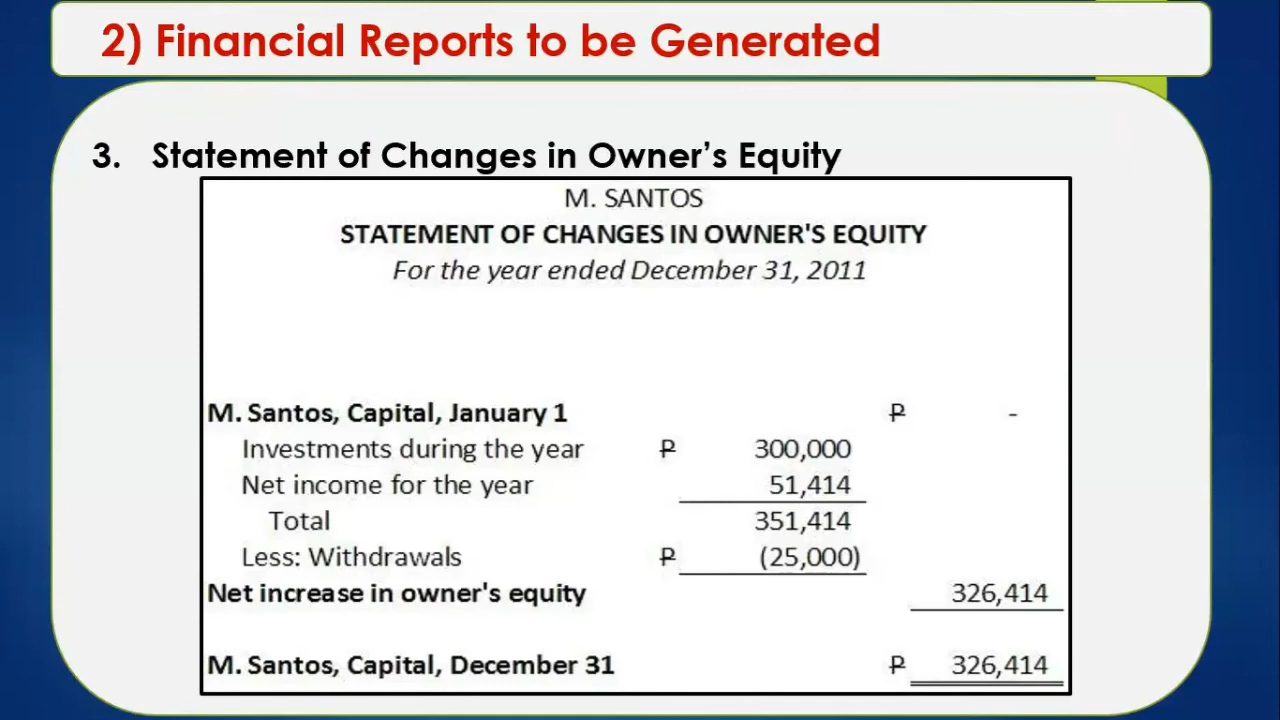 2) Financial Reports to be Generated
3. Statement of Changes in Owner's Equity
M. SANTOS
STATEMENT OF CHANGES IN OWNER'S EQUITY
For the year ended December 31, 2011
M. Santos, Capital, January 1 ₱ -
Investments during the year ₱ 300,000
Net income for the year 51,414
Total 351,414
Less: Withdrawals ₱ (25,000)
Net increase in owner's equity 326,414
M. Santos, Capital, December 31 ₱ 326,414